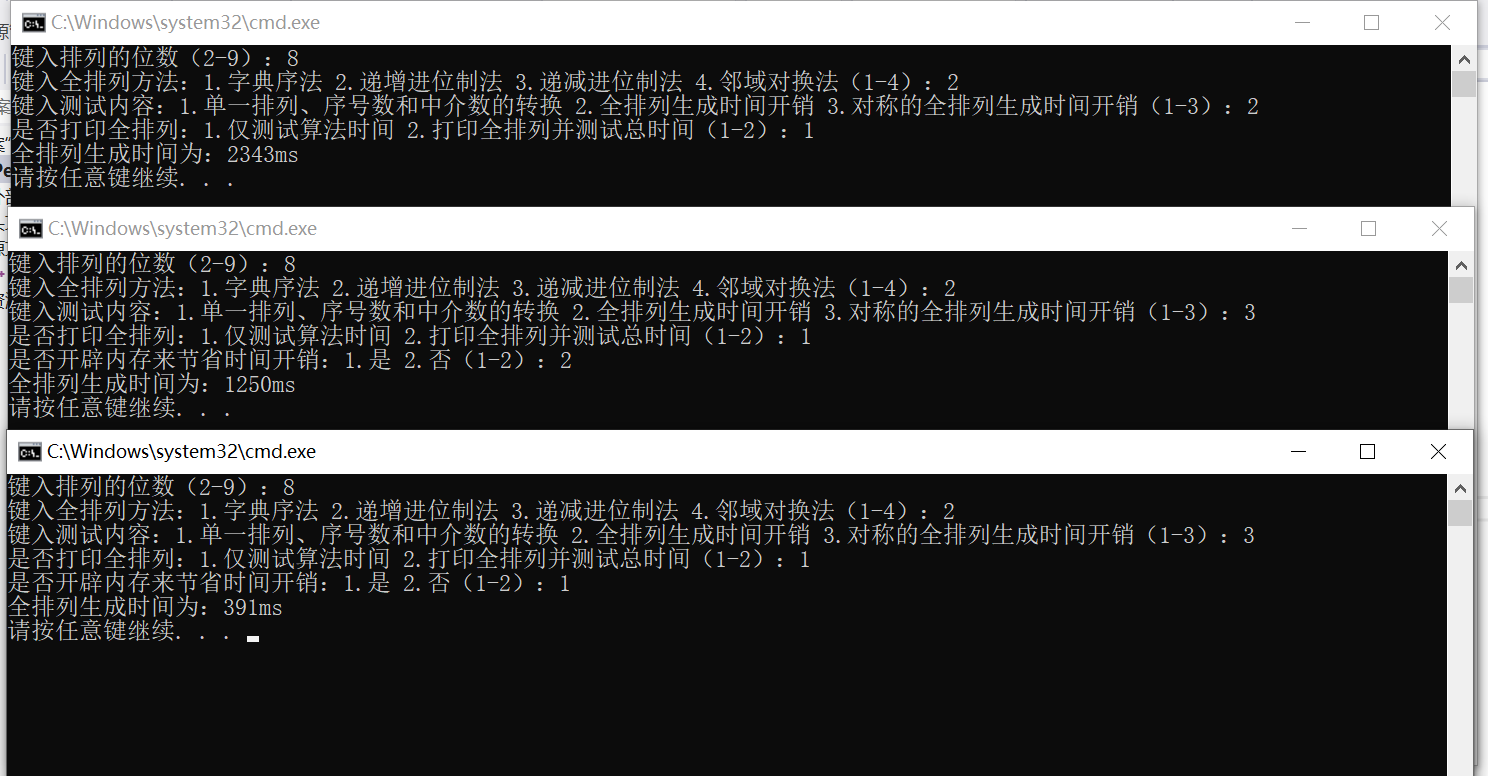 C:\Windows\system32\cmd.exe
键入排列的位数（2-9）：8
键入全排列方法：1.字典序法 2.递增进位制法 3.递减进位制法 4.邻域对换法（1-4）：2
键入测试内容：1.单一排列、序号数和中介数的转换 2.全排列生成时间开销 3.对称的全排列生成时间开销（1-3）：2
是否打印全排列：1.仅测试算法时间 2.打印全排列并测试总时间（1-2）：1
全排列生成时间为：2343ms
请按任意键继续. . .
C:\Windows\system32\cmd.exe
键入排列的位数（2-9）：8
键入全排列方法：1.字典序法 2.递增进位制法 3.递减进位制法 4.邻域对换法（1-4）：2
键入测试内容：1.单一排列、序号数和中介数的转换 2.全排列生成时间开销 3.对称的全排列生成时间开销（1-3）：3
是否打印全排列：1.仅测试算法时间 2.打印全排列并测试总时间（1-2）：1
是否开辟内存来节省时间开销：1.是 2.否（1-2）：2
全排列生成时间为：1250ms
请按任意键继续. . .
C:\Windows\system32\cmd.exe
键入排列的位数（2-9）：8
键入全排列方法：1.字典序法 2.递增进位制法 3.递减进位制法 4.邻域对换法（1-4）：2
键入测试内容：1.单一排列、序号数和中介数的转换 2.全排列生成时间开销 3.对称的全排列生成时间开销（1-3）：3
是否打印全排列：1.仅测试算法时间 2.打印全排列并测试总时间（1-2）：1
是否开辟内存来节省时间开销：1.是 2.否（1-2）：1
全排列生成时间为：391ms
请按任意键继续. . .